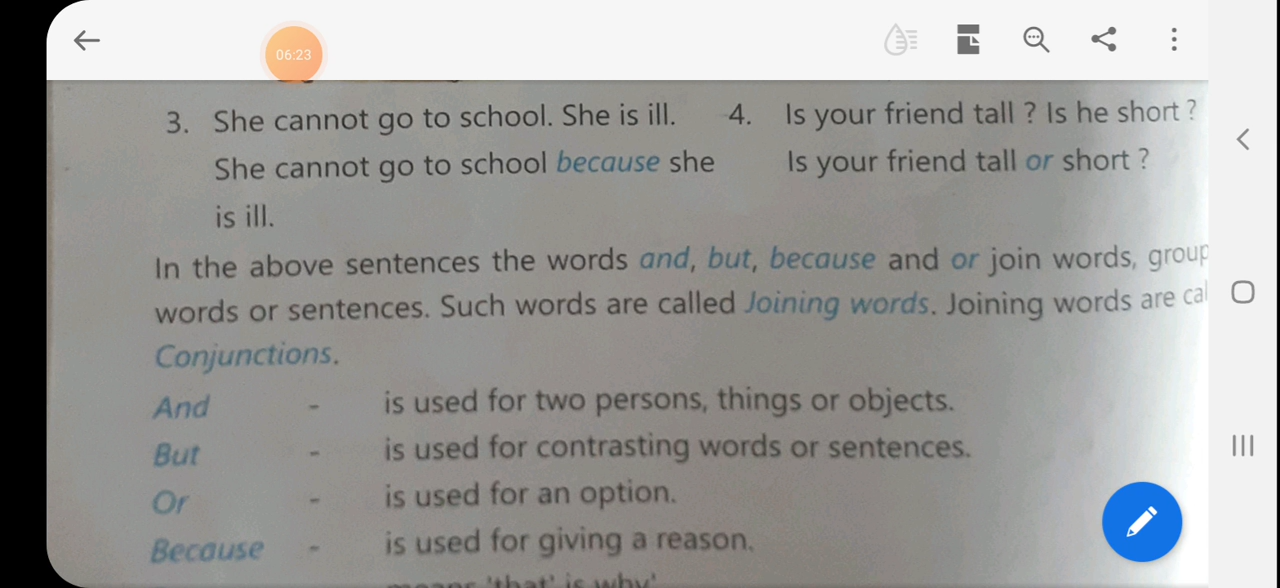 06:23
3. She cannot go to school. She is ill.
She cannot go to school because she
is ill.
4. Is your friend tall ? Is he short ?
Is your friend tall or short ?
In the above sentences the words and, but, because and or join words, group
words or sentences. Such words are called Joining words. Joining words are cal
Conjunctions.
And - is used for two persons, things or objects.
But - is used for contrasting words or sentences.
Or - is used for an option.
Because - is used for giving a reason.
means 'that' is why'